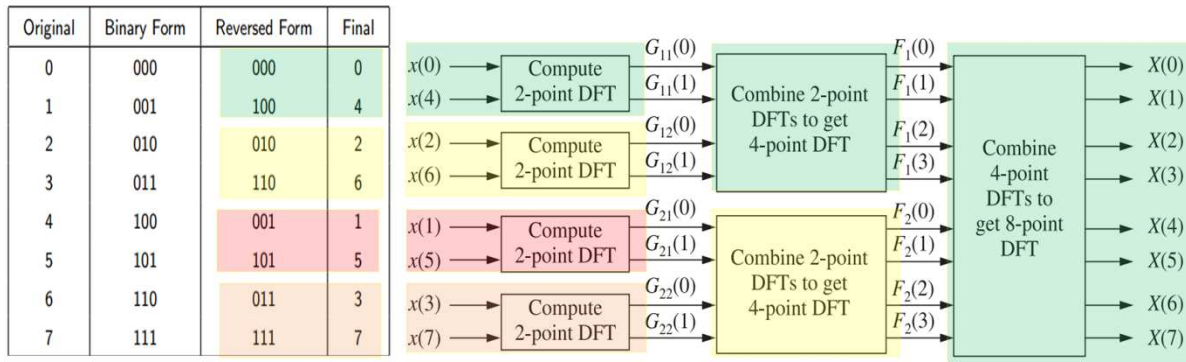 Original Binary Form Reversed Form Final
0 000 000 0
1 001 100 4
2 010 010 2
3 011 110 6
4 100 001 1
5 101 101 5
6 110 011 3
7 111 111 7
x(0)
x(4)
Compute
2-point DFT
x(2)
x(6)
Compute
2-point DFT
x(1)
x(5)
Compute
2-point DFT
x(3)
x(7)
Compute
2-point DFT
G₁₁(0)
G₁₁(1)
G₁₂(0)
G₁₂(1)
G₂₁(0)
G₂₁(1)
G₂₂(0)
G₂₂(1)
Combine 2-point
DFTs to get
4-point DFT
Combine 2-point
DFTs to get
4-point DFT
F₁(0)
F₁(1)
F₁(2)
F₁(3)
F₂(0)
F₂(1)
F₂(2)
F₂(3)
Combine
4-point
DFTs to
get 8-point
DFT
X(0)
X(1)
X(2)
X(3)
X(4)
X(5)
X(6)
X(7)